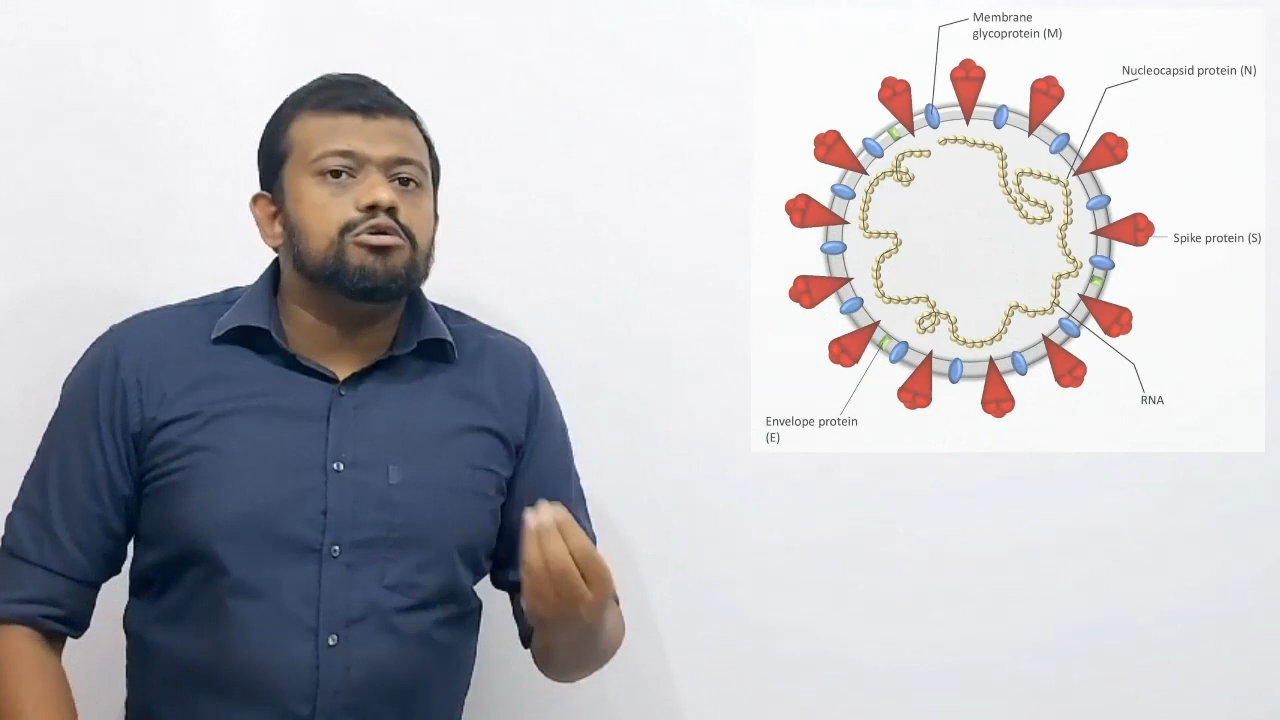 Membrane
glycoprotein (M)
Nucleocapsid protein (N)
Spike protein (S)
RNA
Envelope protein
(E)